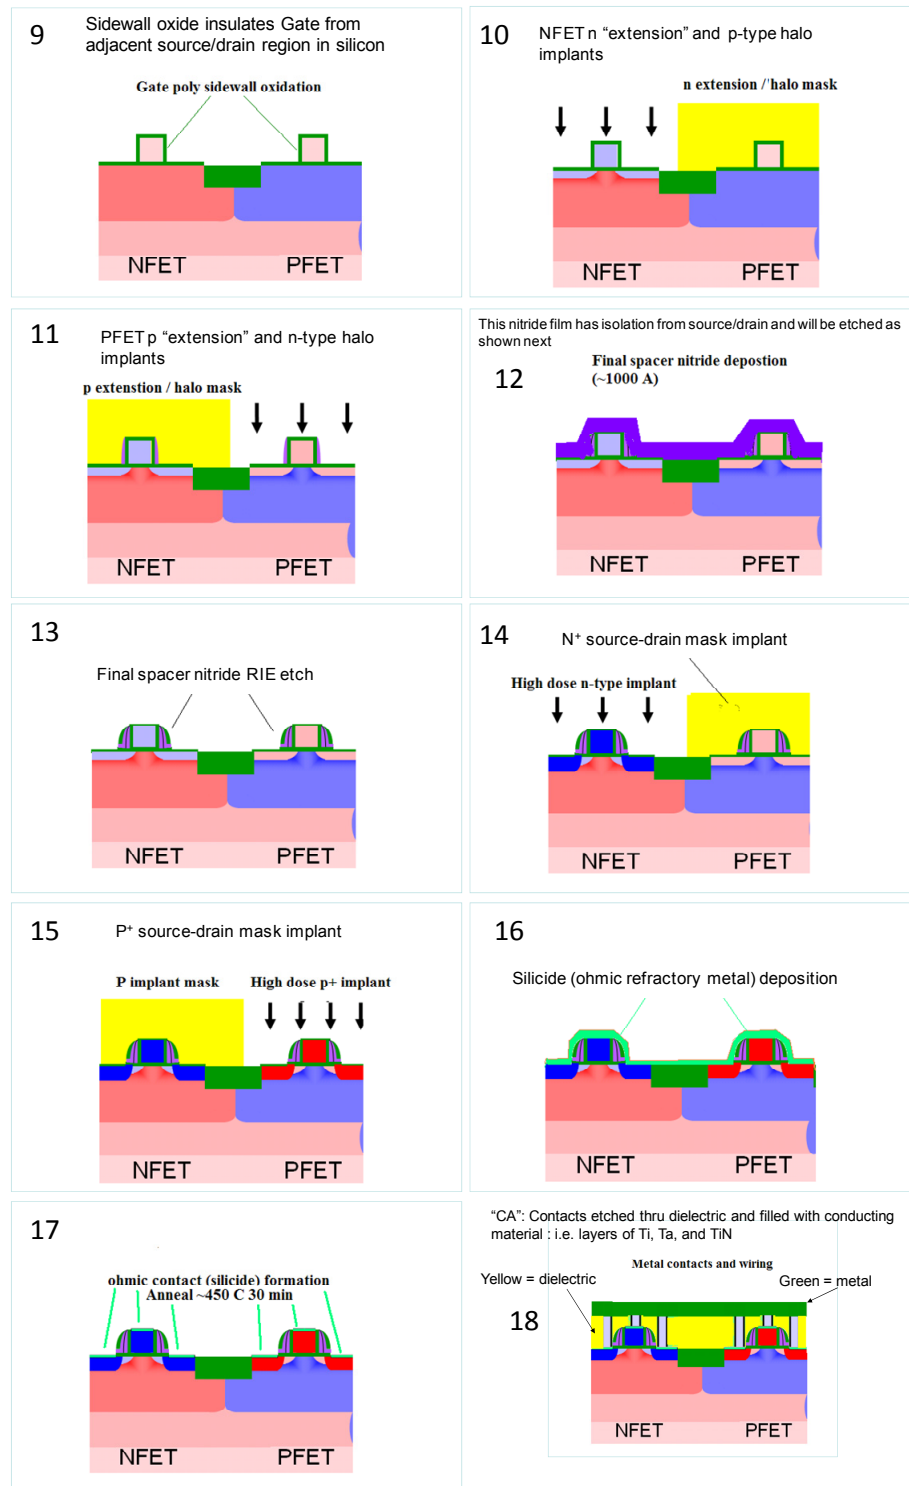 9
Sidewall oxide insulates Gate from
adjacent source/drain region in silicon
Gate poly sidewall oxidation
NFET
PFET
10
NFET n “extension” and p-type halo
implants
n extension /'halo mask
NFET
PFET
11
PFET p “extension” and n-type halo
implants
p extenstion / halo mask
NFET
PFET
This nitride film has isolation from source/drain and will be etched as
shown next
12
Final spacer nitride depostion
(~1000 A)
NFET
PFET
13
Final spacer nitride RIE etch
NFET
PFET
14
N+ source-drain mask implant
High dose n-type implant
NFET
PFET
15
P+ source-drain mask implant
P implant mask
High dose p+ implant
NFET
PFET
16
Silicide (ohmic refractory metal) deposition
NFET
PFET
17
ohmic contact (silicide) formation
Anneal ~450 C 30 min
NFET
PFET
“CA”: Contacts etched thru dielectric and filled with conducting
material : i.e. layers of Ti, Ta, and TiN
Metal contacts and wiring
Yellow = dielectric
Green = metal
18
NFET
PFET